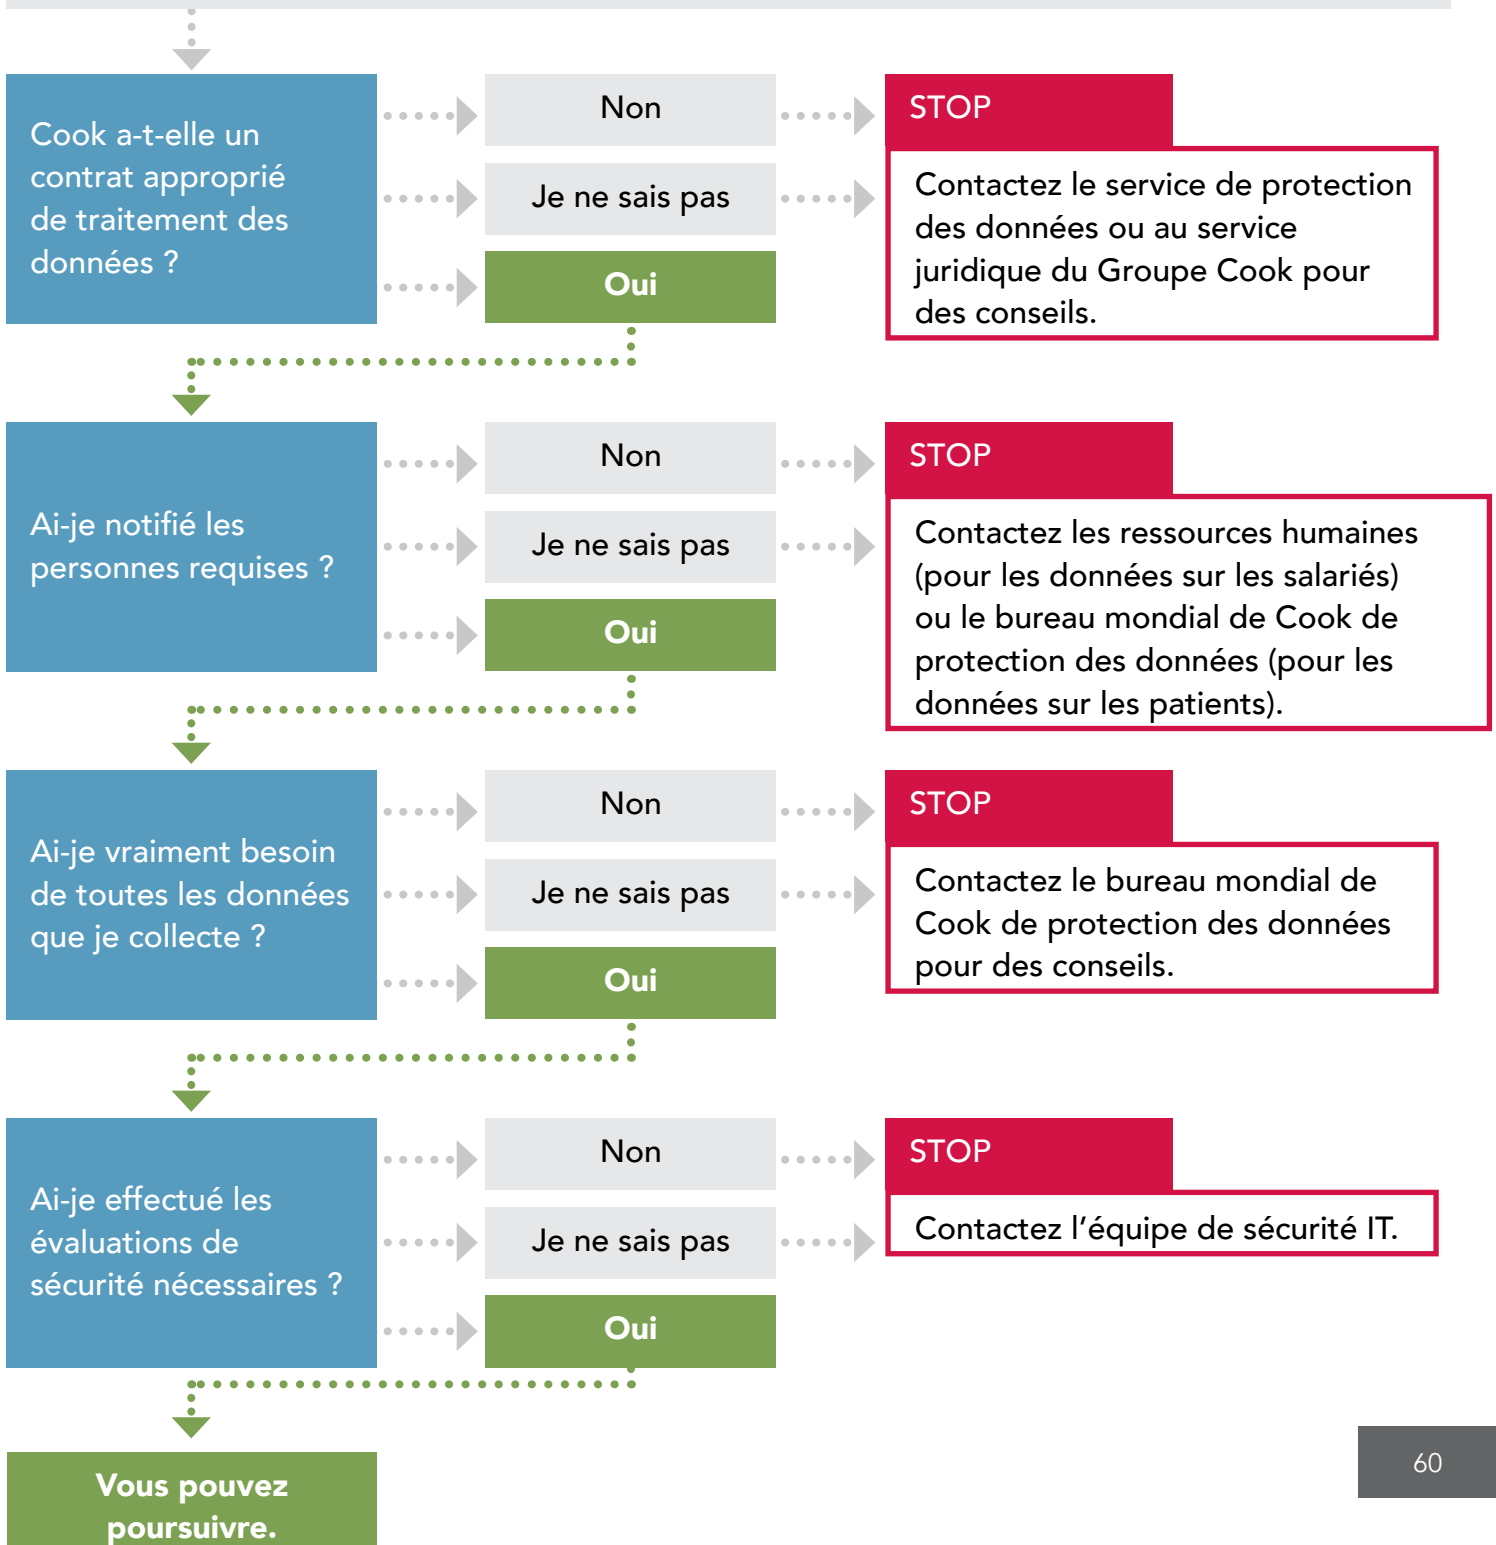 Cook a-t-elle un
contrat approprié
de traitement des
données ?
Non
Je ne sais pas
Oui
STOP
Contactez le service de protection
des données ou au service
juridique du Groupe Cook pour
des conseils.
Ai-je notifié les
personnes requises ?
Non
Je ne sais pas
Oui
STOP
Contactez les ressources humaines
(pour les données sur les salariés)
ou le bureau mondial de Cook de
protection des données (pour les
données sur les patients).
Ai-je vraiment besoin
de toutes les données
que je collecte ?
Non
Je ne sais pas
Oui
STOP
Contactez le bureau mondial de
Cook de protection des données
pour des conseils.
Ai-je effectué les
évaluations de
sécurité nécessaires ?
Non
Je ne sais pas
Oui
STOP
Contactez l’équipe de sécurité IT.
Vous pouvez
poursuivre.
60